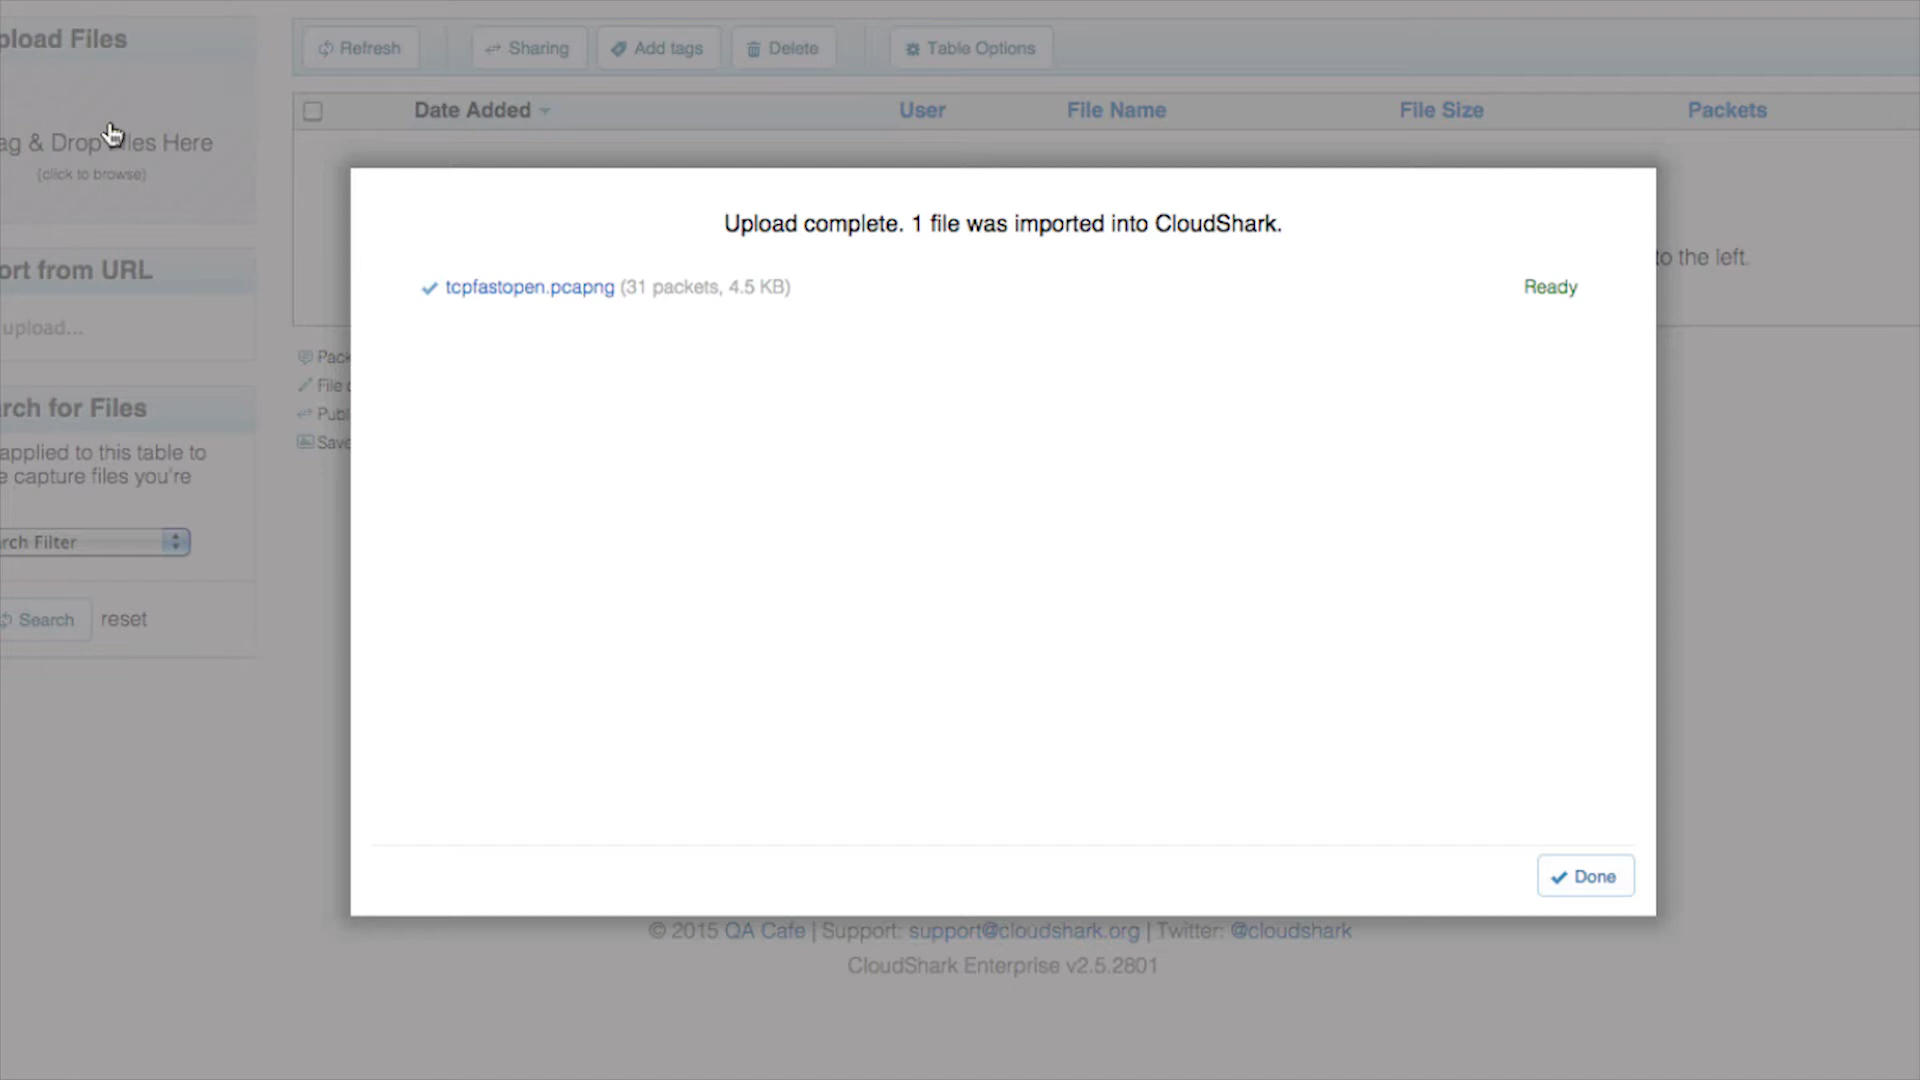 pload Files
Refresh
Sharing
Add tags
Delete
Table Options
Date Added
User
File Name
File Size
Packets
ag & Drop Files Here
(click to browse)
Upload complete. 1 file was imported into CloudShark.
to the left.
ort from URL
tcpfastopen.pcapng (31 packets, 4.5 KB)
Ready
upload...
Pack
File
Publ
Save
rch for Files
applied to this table to
e capture files you're
rch Filter
Search
reset
Done
© 2015 QA Cafe | Support: support@cloudshark.org | Twitter: @cloudshark
CloudShark Enterprise v2.5.2801